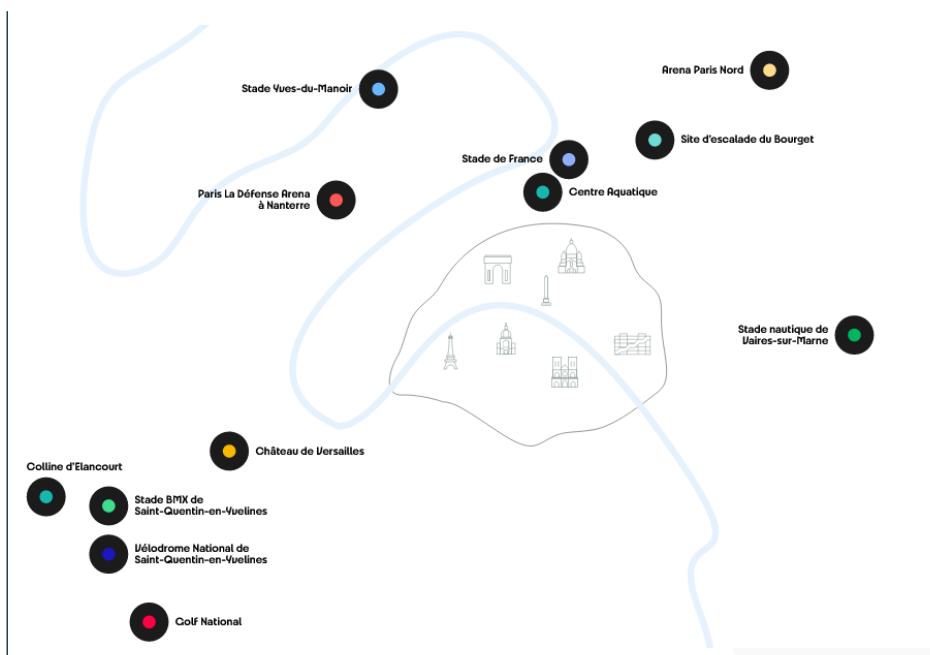 Arena Paris Nord
Stade Yves-du-Manoir
Site d'escalade du Bourget
Stade de France
Centre Aquatique
Paris La Défense Arena
à Nanterre
Stade nautique de
Vaires-sur-Marne
Château de Versailles
Colline d'Elancourt
Stade BMX de
Saint-Quentin-en-Yvelines
Vélodrome National de
Saint-Quentin-en-Yvelines
Golf National